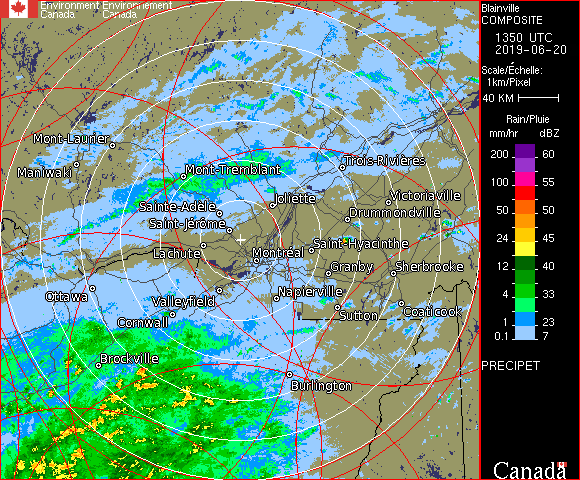 Environment Environnement
Canada Canada
Mont-Laurier
Maniwaki
Mont-Tremblant
Trois-Rivières
Sainte-Adèle
Joliette
Victoriaville
Drummondville
Saint-Jérôme
Lachute
Montréal
Saint-Hyacinthe
Granby
Sherbrooke
Ottawa
Valleyfield
Napierville
Cornwall
Sutton
Coaticook
Brockville
Burlington
Blainville
COMPOSITE
1350 UTC
2019-06-20
Scale/Échelle:
1km/Pixel
40 KM
Rain/Pluie
mm/hr dBZ
200 60
100 55
50 50
24 45
12 40
4 33
1 23
0.1 7
PRECIPET
Canada